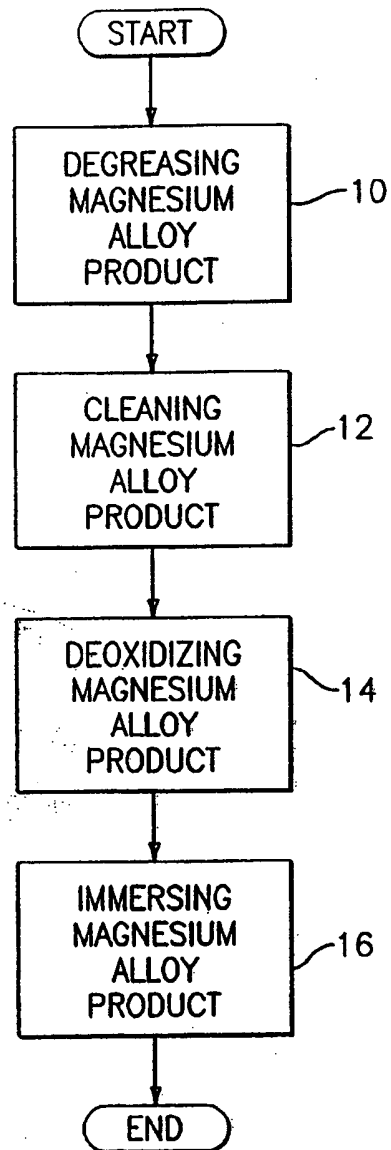 START
DEGREASING
MAGNESIUM
ALLOY
PRODUCT
10
CLEANING
MAGNESIUM
ALLOY
PRODUCT
12
DEOXIDIZING
MAGNESIUM
ALLOY
PRODUCT
14
IMMERSING
MAGNESIUM
ALLOY
PRODUCT
16
END